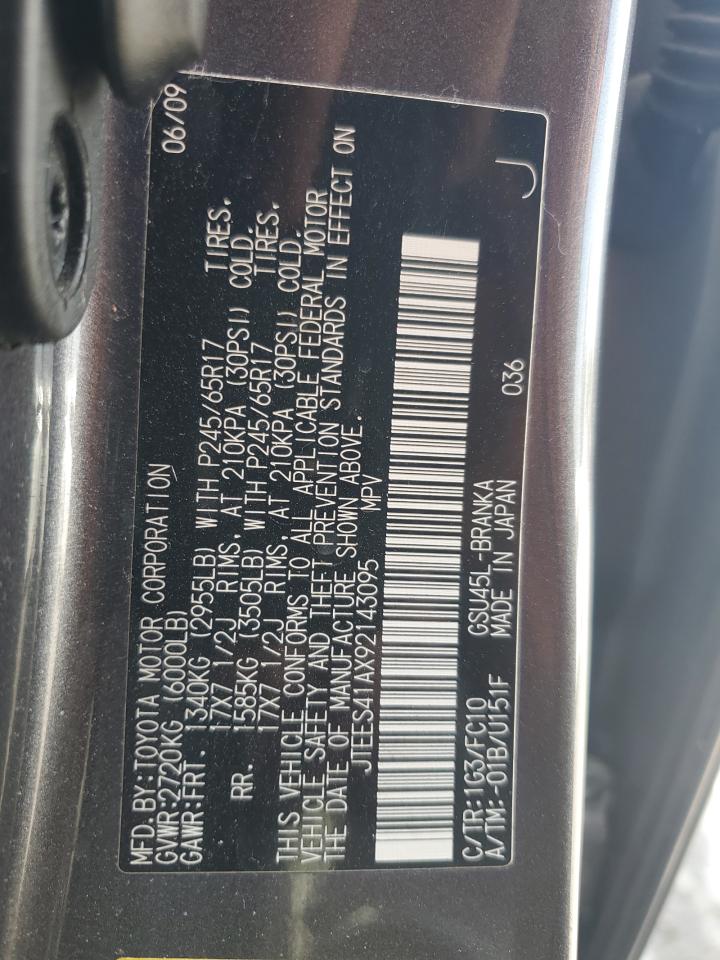 MFD.BY:TOYOTA MOTOR CORPORATION 06/09
GVWR:2720KG (6000LB)
GAWR:FRT. 1340KG (2955LB) WITH P245/65R17 TIRES,
17X7 1/2J RIMS, AT 210KPA (30PSI) COLD.
RR. 1585KG (3505LB) WITH P245/65R17 TIRES,
17X7 1/2J RIMS, AT 210KPA (30PSI) COLD.
THIS VEHICLE CONFORMS TO ALL APPLICABLE FEDERAL MOTOR
VEHICLE SAFETY AND THEFT PREVENTION STANDARDS IN EFFECT ON
THE DATE OF MANUFACTURE SHOWN ABOVE.
JTEES41AX92143095 MPV
C/TR:1G3/FC10 GSU45L-BRANKA 036 J
A/TM:-01B/U151F MADE IN JAPAN